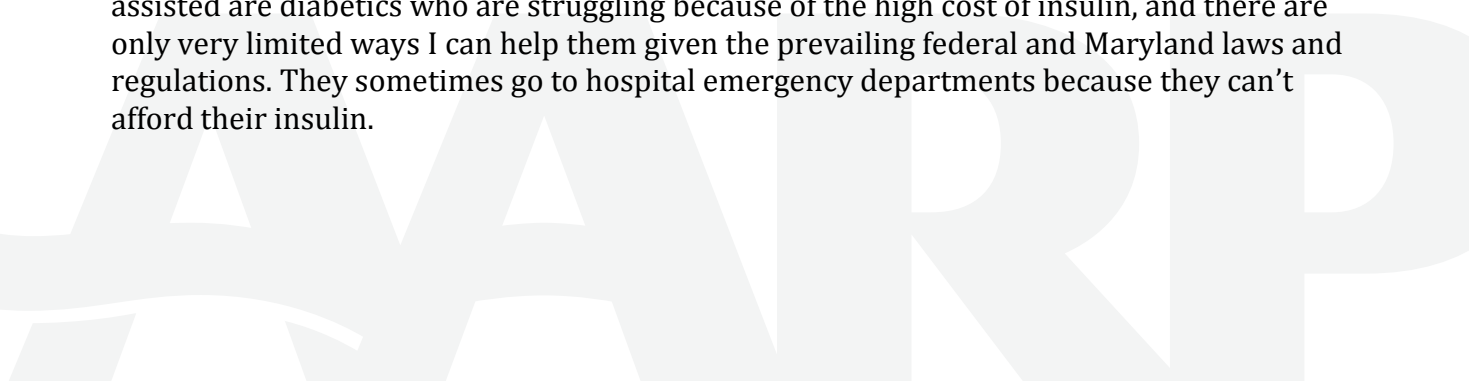 assisted are diabetics who are struggling because of the high cost of insulin, and there are
only very limited ways I can help them given the prevailing federal and Maryland laws and
regulations. They sometimes go to hospital emergency departments because they can’t
afford their insulin.
AARP